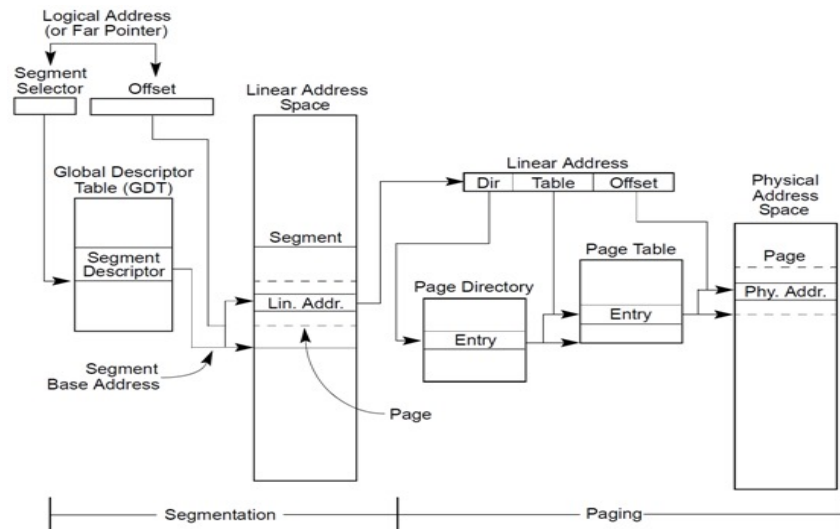 Logical Address
(or Far Pointer)
Segment
Selector
Offset
Linear Address
Space
Global Descriptor
Table (GDT)
Segment
Descriptor
Segment
Lin. Addr.
Segment
Base Address
Page
Linear Address
Dir
Table
Offset
Physical
Address
Space
Page Table
Page Directory
Entry
Entry
Page
Phy. Addr.
Segmentation
Paging